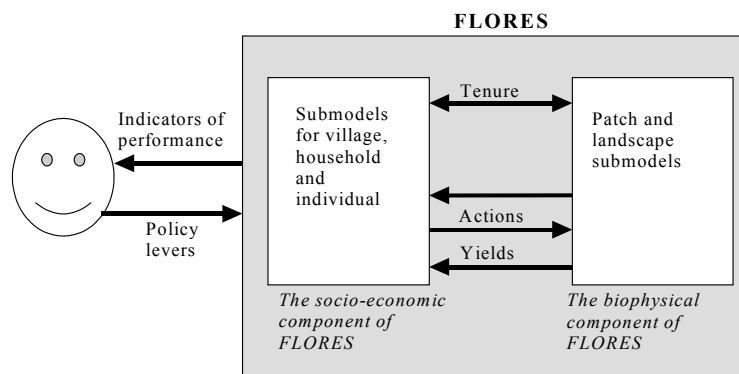 FLORES
Indicators of
performance
Policy
levers
Submodels
for village,
household
and
individual
Tenure
Actions
Yields
Patch and
landscape
submodels
The socio-economic
component of
FLORES
The biophysical
component of
FLORES